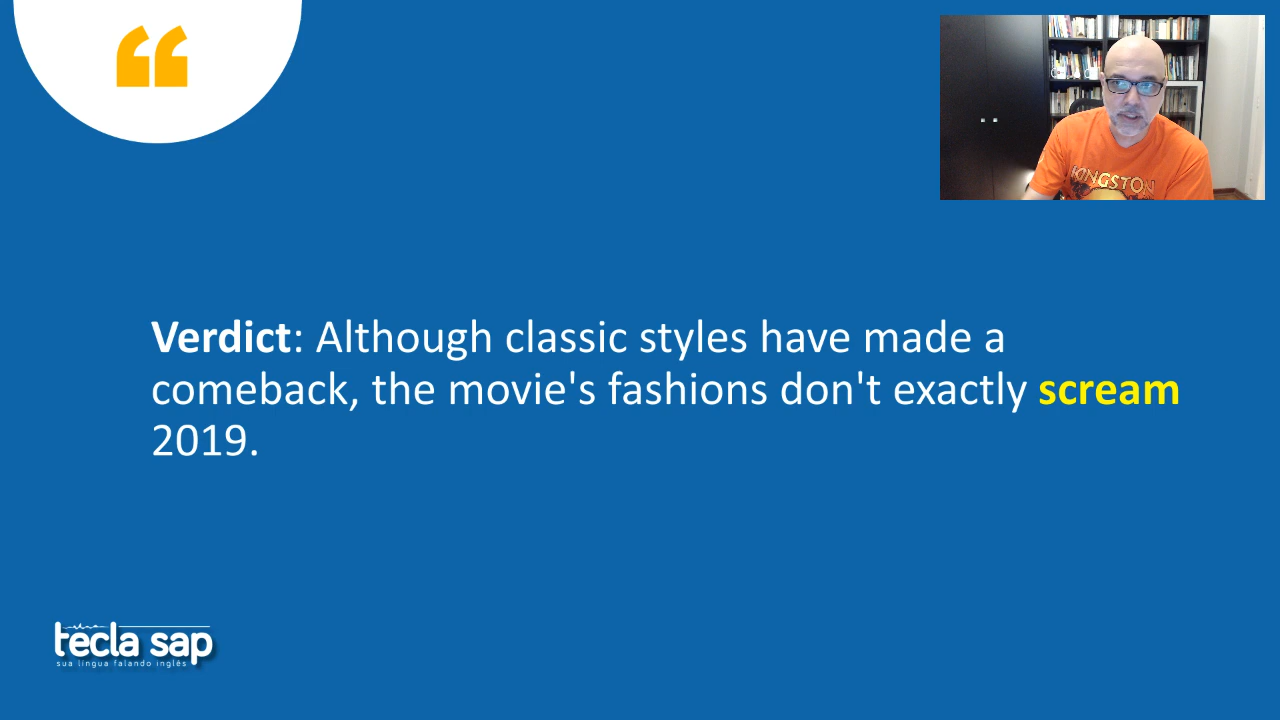 “
KINGSTON
Verdict: Although classic styles have made a
comeback, the movie's fashions don't exactly scream
2019.
tecla sap
sua língua falando inglês